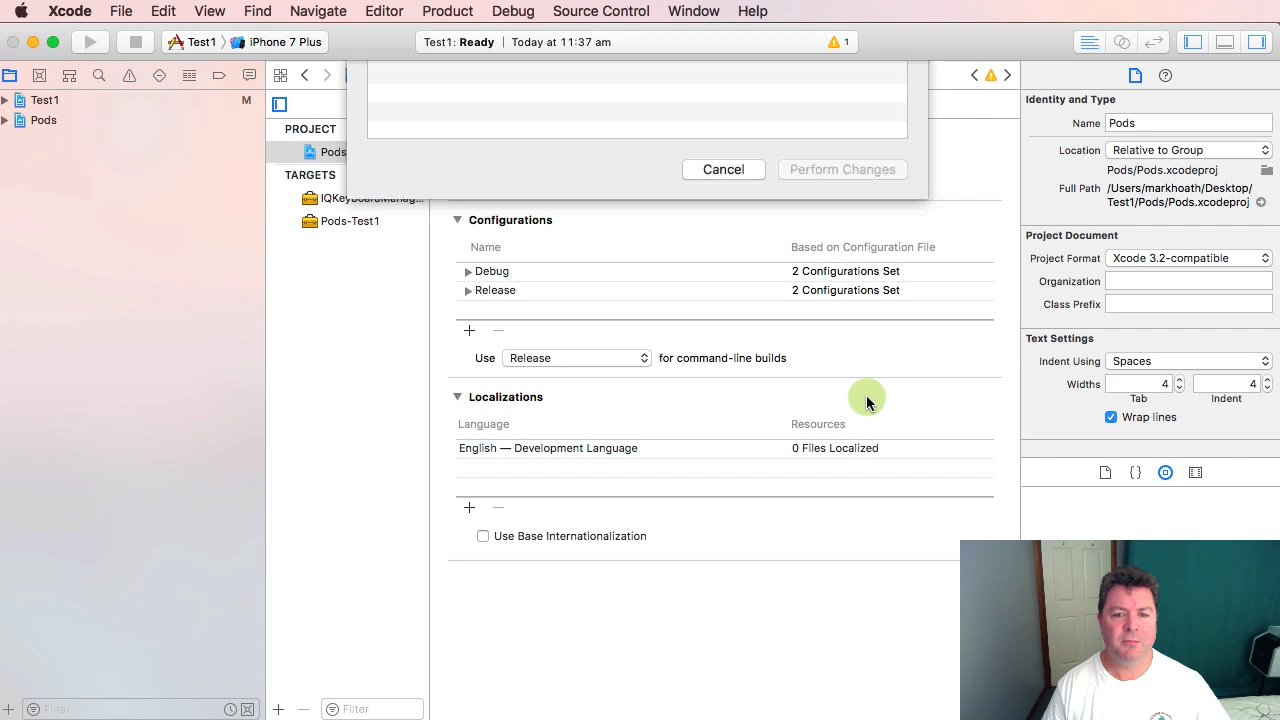 Xcode File Edit View Find Navigate Editor Product Debug Source Control Window Help
Test1 iPhone 7 Plus
Test1: Ready | Today at 11:37 am
1
Test1 M
Pods
Filter
PROJECT
Pods
TARGETS
IQKeyboardManag...
Pods-Test1
Filter
Cancel
Perform Changes
Configurations
Name Based on Configuration File
Debug 2 Configurations Set
Release 2 Configurations Set
Use Release for command-line builds
Localizations
Language Resources
English — Development Language 0 Files Localized
Use Base Internationalization
Identity and Type
Name Pods
Location Relative to Group
Pods/Pods.xcodeproj
Full Path /Users/markhoath/Desktop/
Test1/Pods/Pods.xcodeproj
Project Document
Project Format Xcode 3.2-compatible
Organization
Class Prefix
Text Settings
Indent Using Spaces
Widths 4 4
Tab Indent
Wrap lines